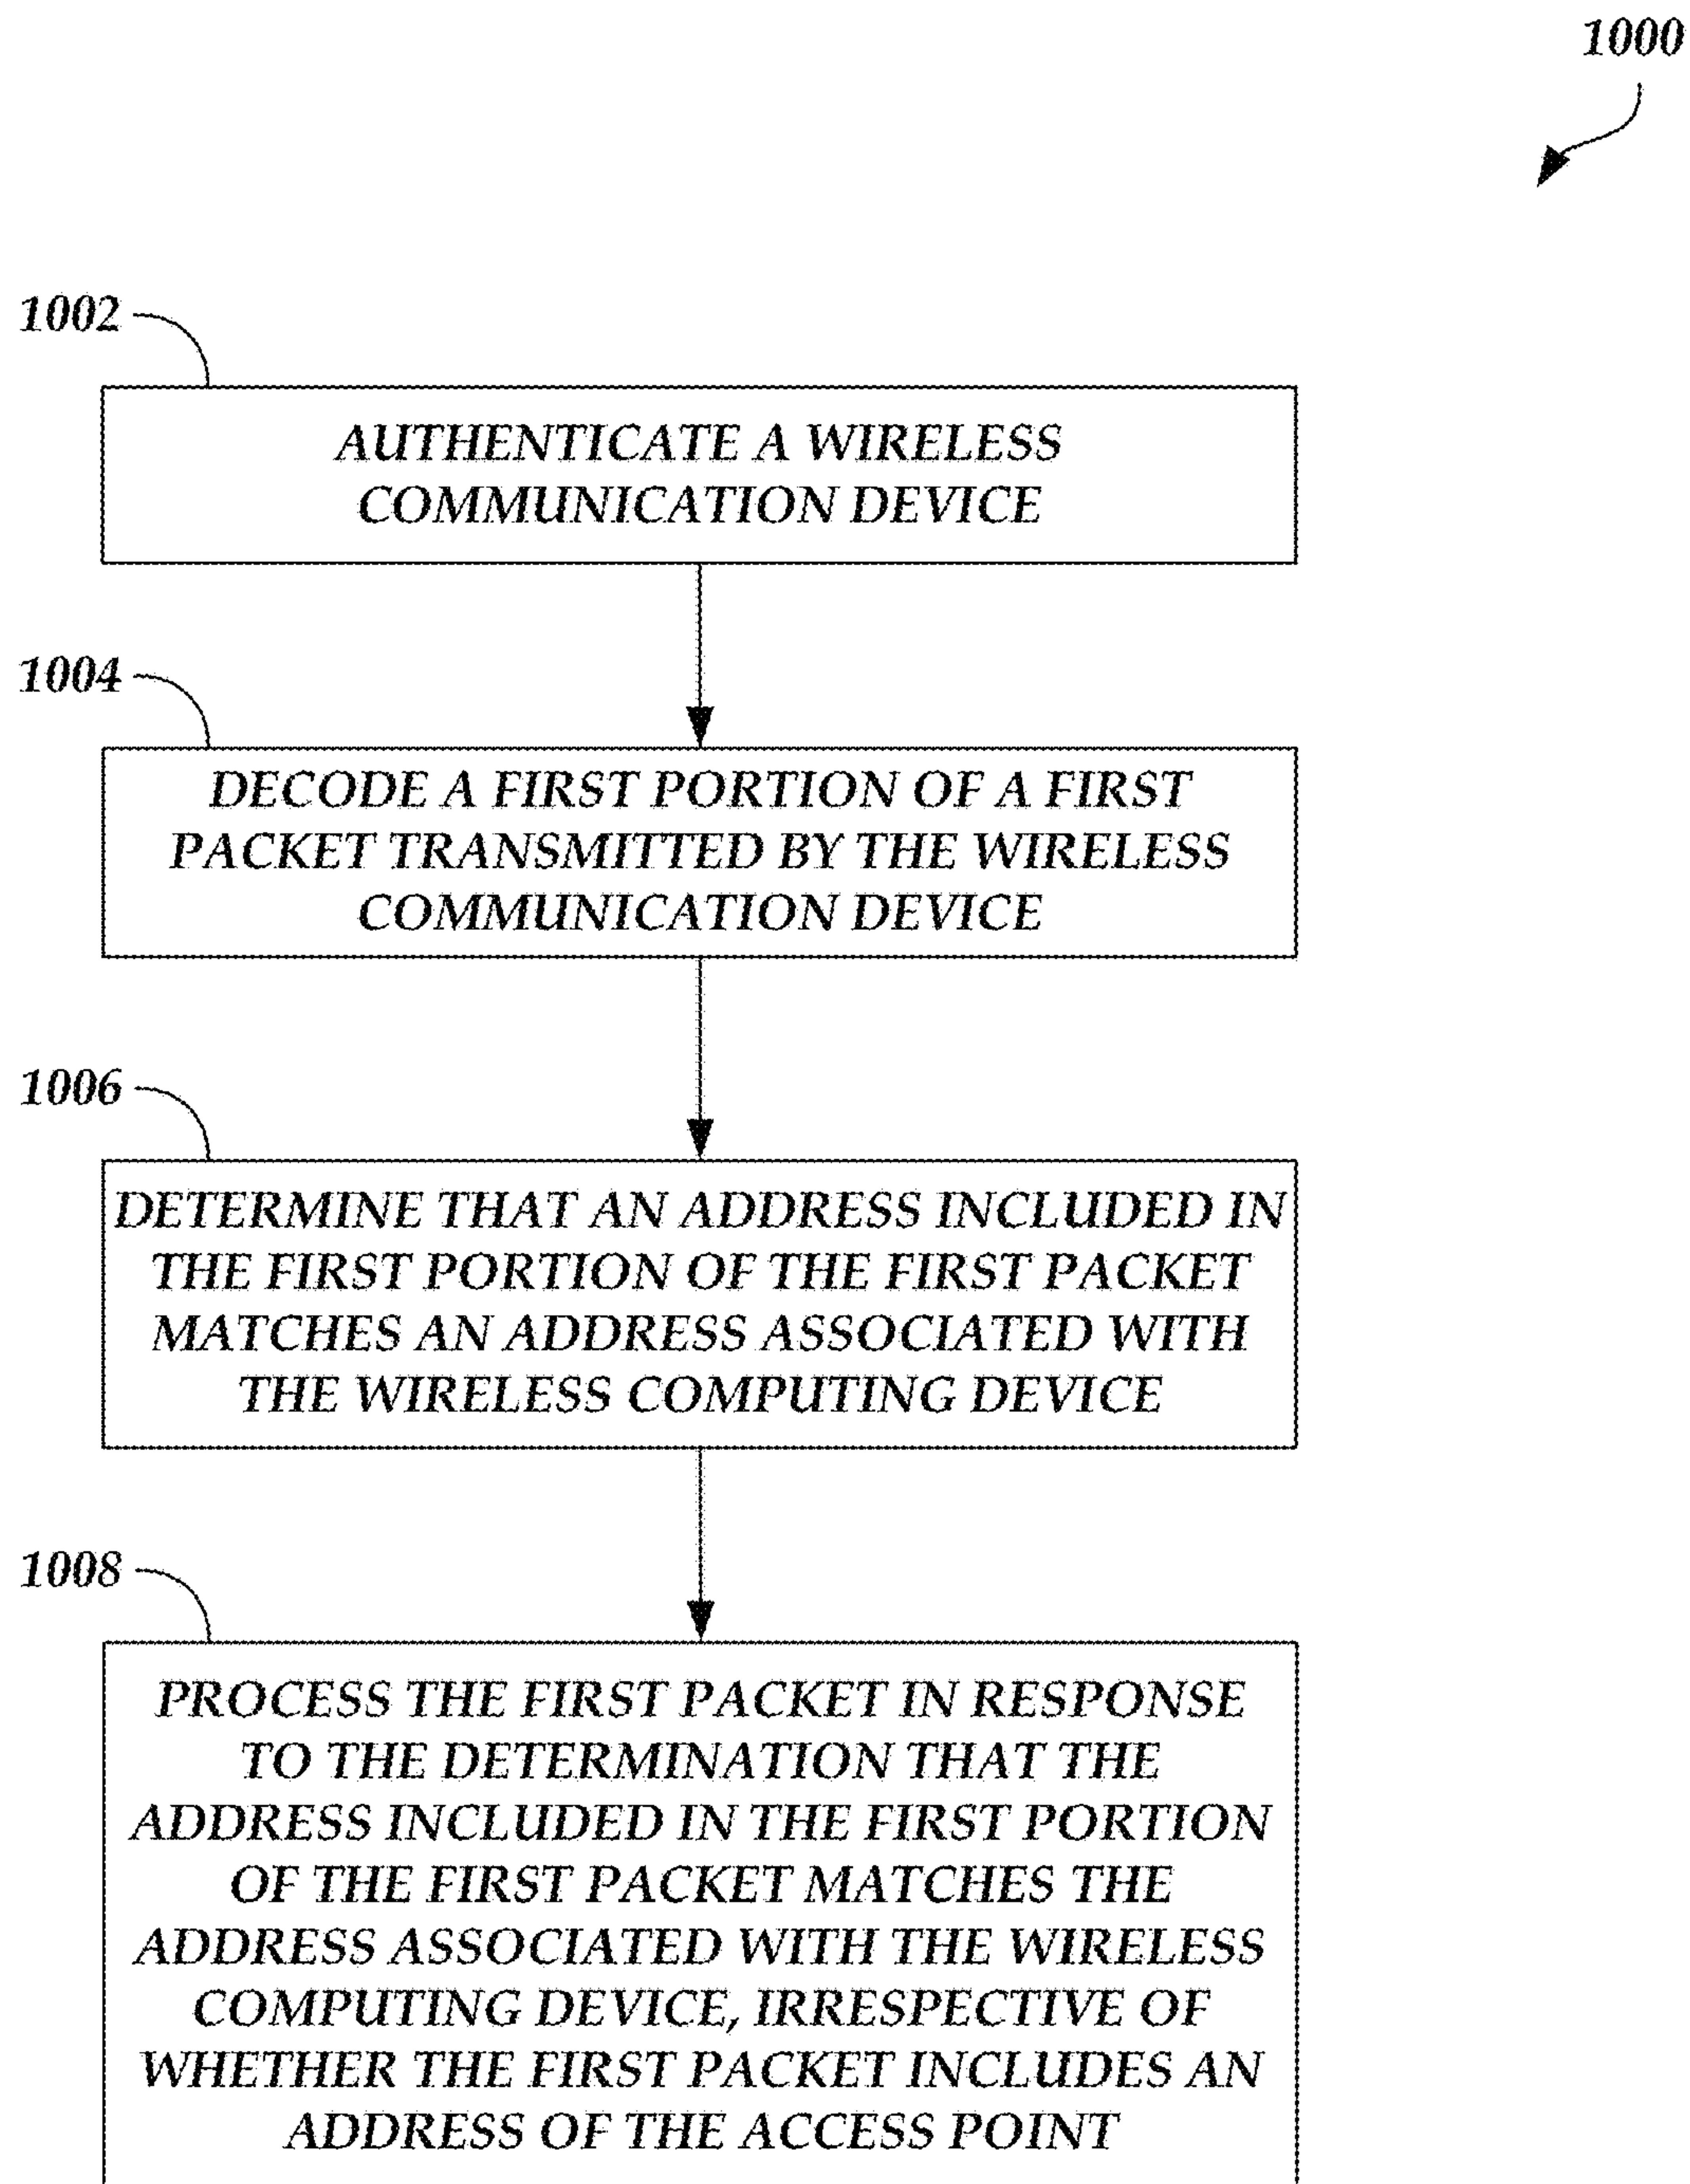 1000
1002
AUTHENTICATE A WIRELESS
COMMUNICATION DEVICE
1004
DECODE A FIRST PORTION OF A FIRST
PACKET TRANSMITTED BY THE WIRELESS
COMMUNICATION DEVICE
1006
DETERMINE THAT AN ADDRESS INCLUDED IN
THE FIRST PORTION OF THE FIRST PACKET
MATCHES AN ADDRESS ASSOCIATED WITH
THE WIRELESS COMPUTING DEVICE
1008
PROCESS THE FIRST PACKET IN RESPONSE
TO THE DETERMINATION THAT THE
ADDRESS INCLUDED IN THE FIRST PORTION
OF THE FIRST PACKET MATCHES THE
ADDRESS ASSOCIATED WITH THE WIRELESS
COMPUTING DEVICE, IRRESPECTIVE OF
WHETHER THE FIRST PACKET INCLUDES AN
ADDRESS OF THE ACCESS POINT